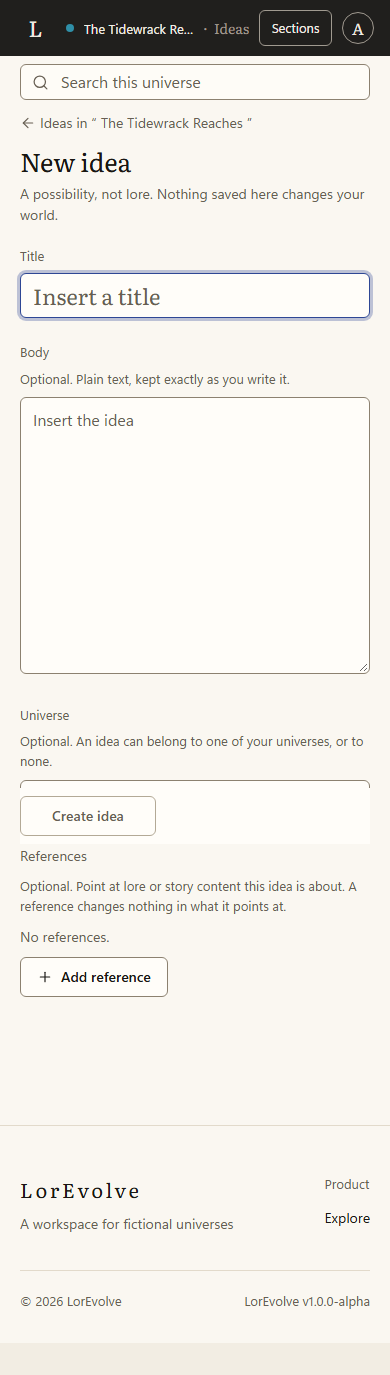 L
The Tidewrack Re... · Ideas
Sections
A
Search this universe
← Ideas in “ The Tidewrack Reaches ”
New idea
A possibility, not lore. Nothing saved here changes your
world.
Title
Insert a title
Body
Optional. Plain text, kept exactly as you write it.
Insert the idea
Universe
Optional. An idea can belong to one of your universes, or to
none.
Create idea
References
Optional. Point at lore or story content this idea is about. A
reference changes nothing in what it points at.
No references.
+ Add reference
LorEvolve
A workspace for fictional universes
Product
Explore
© 2026 LorEvolve
LorEvolve v1.0.0-alpha